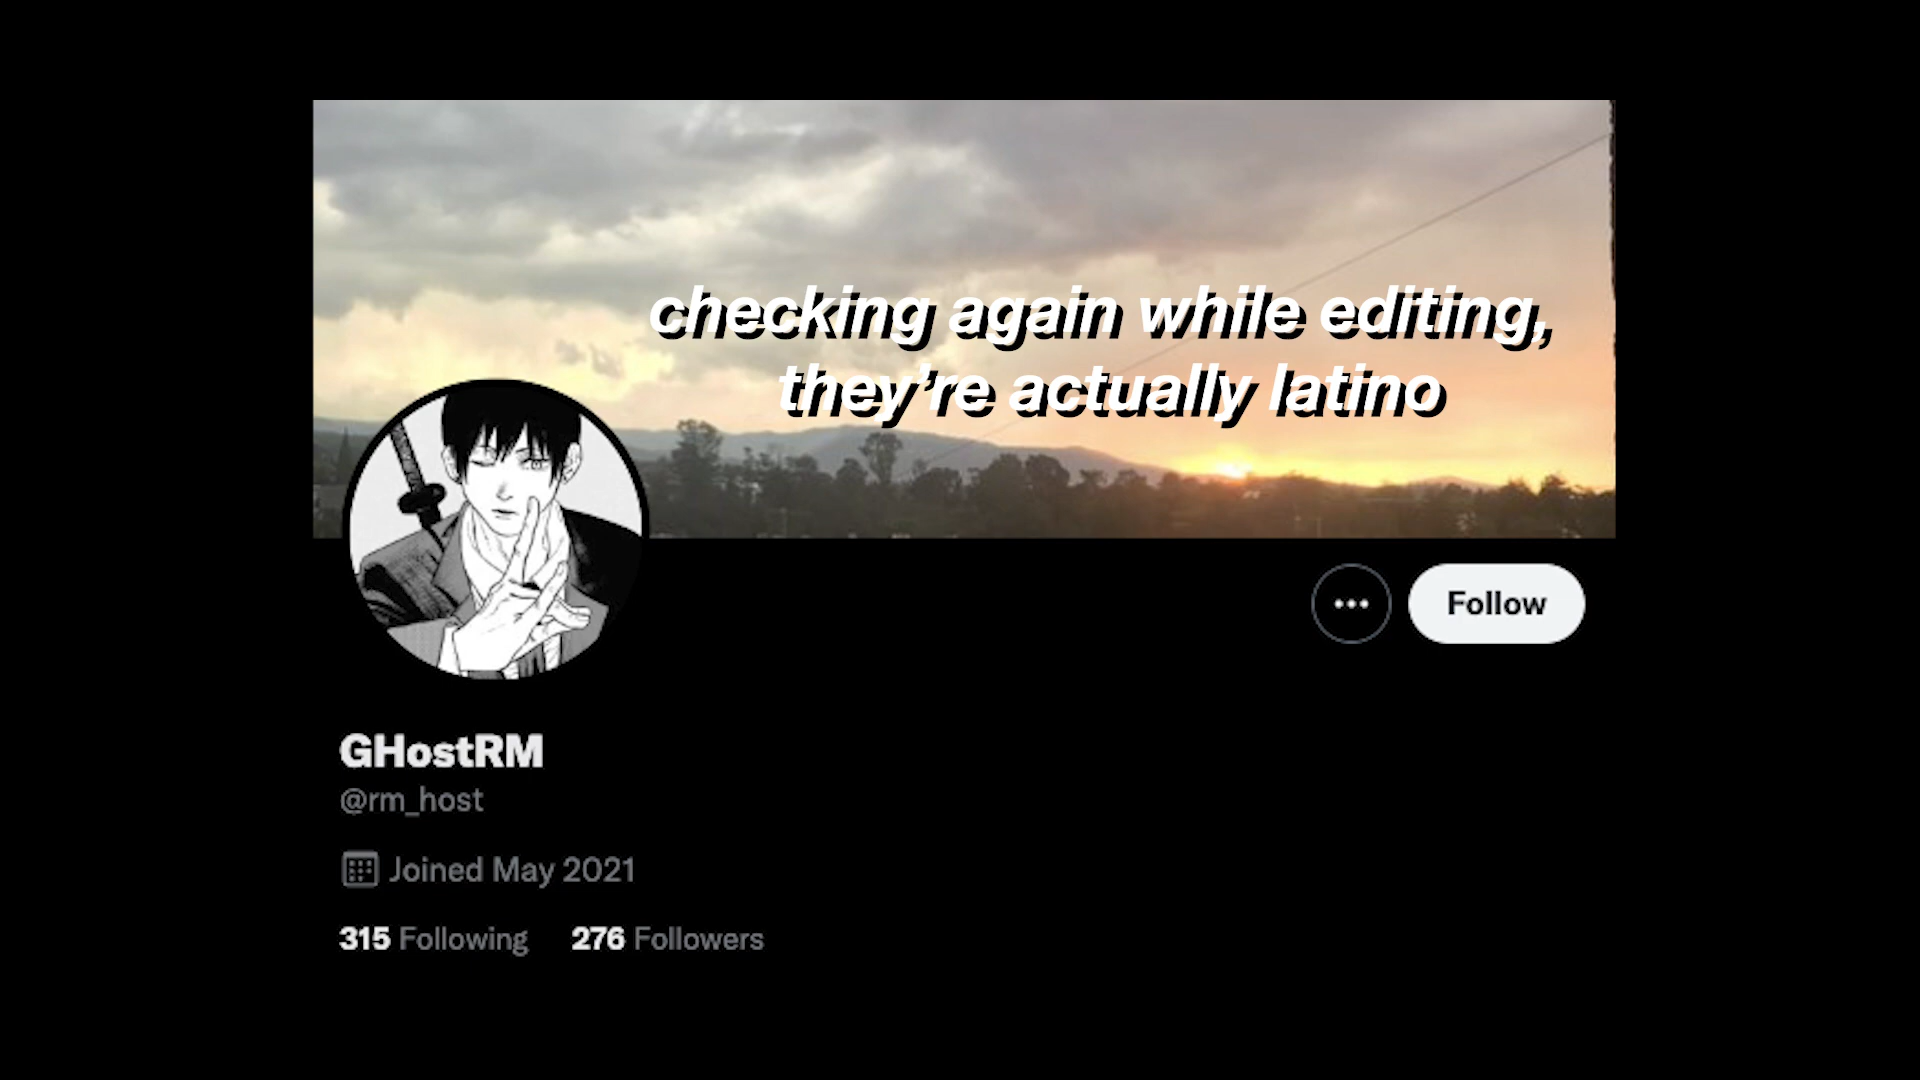 checking again while editing,
they're actually latino
Follow
GHostRM
@rm_host
Joined May 2021
315 Following 276 Followers